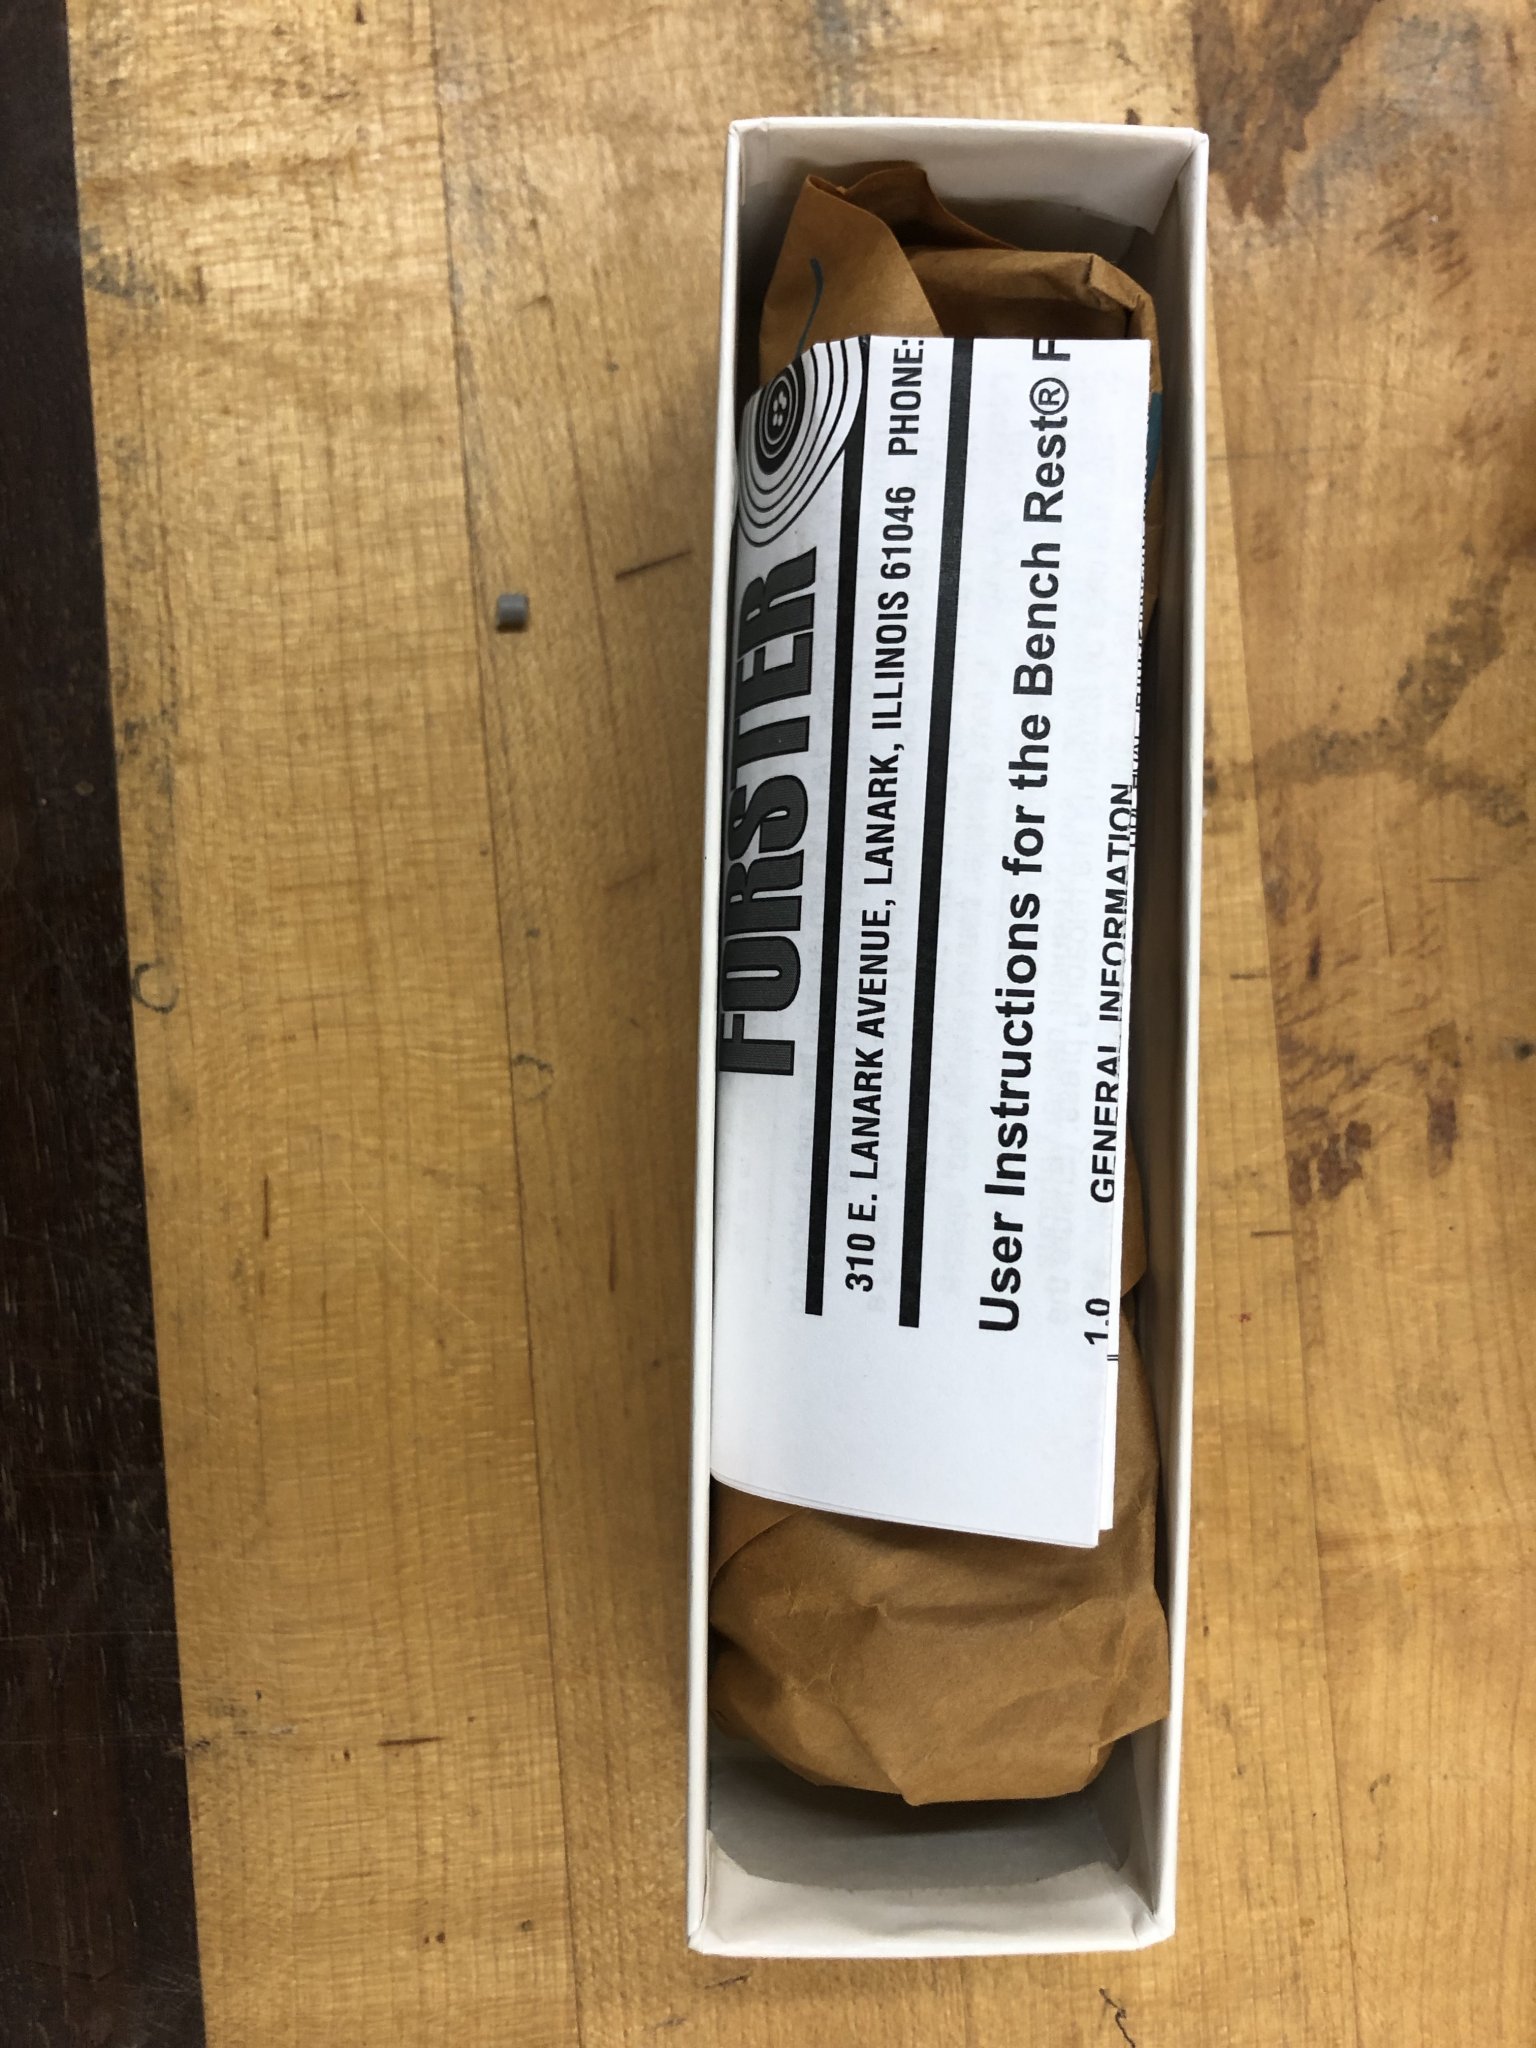 FORSTER
310 E. LANARK AVENUE, LANARK, ILLINOIS 61046 PHONE:
User Instructions for the Bench Rest® F
1.0 GENERAL INFORMATION